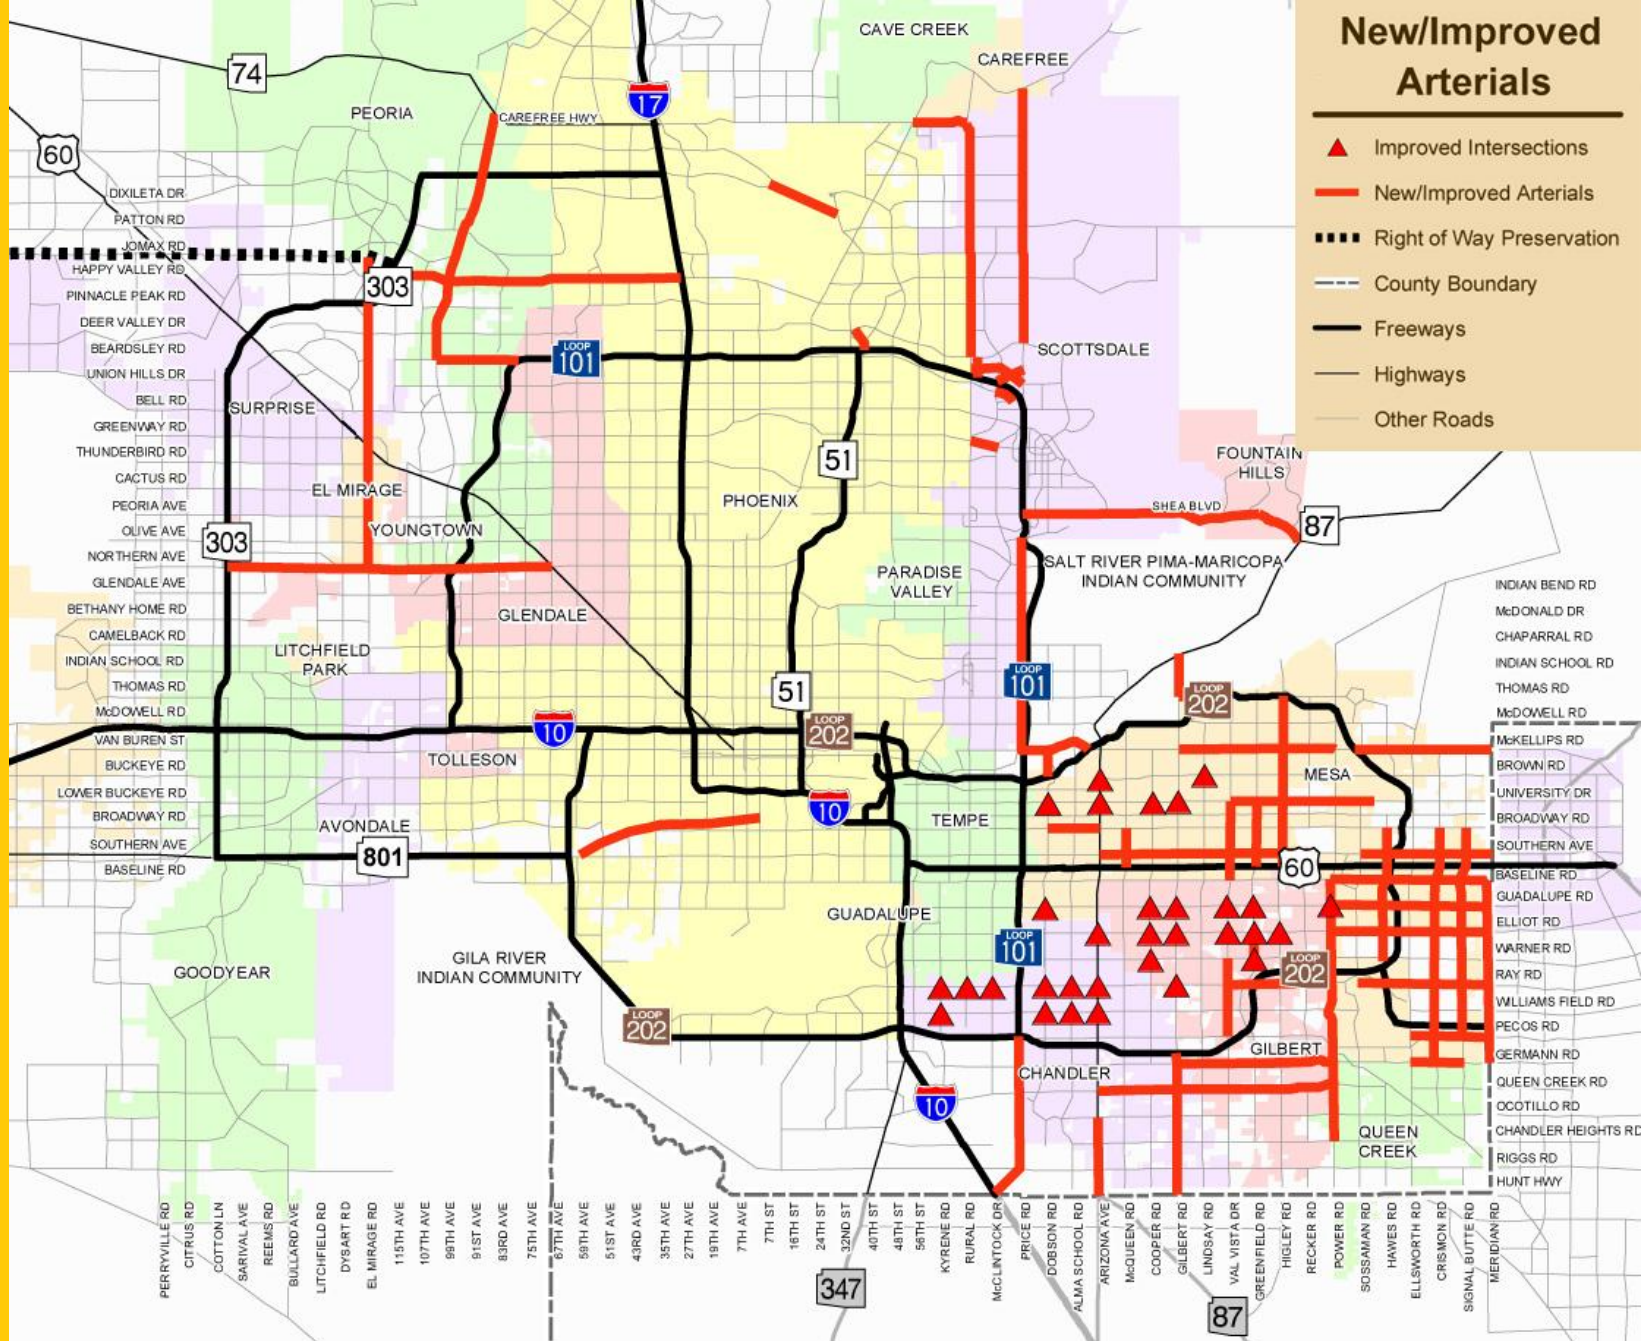 New/Improved
Arterials
Improved Intersections
New/Improved Arterials
Right of Way Preservation
County Boundary
Freeways
Highways
Other Roads
CAVE CREEK
CAREFREE
74
17
PEORIA
CAREFREE HWY
60
DIXILETA DR
PATTON RD
JOMAX RD
HAPPY VALLEY RD
PINNACLE PEAK RD
DEER VALLEY DR
BEARDSLEY RD
UNION HILLS DR
BELL RD
GREENWAY RD
THUNDERBIRD RD
CACTUS RD
PEORIA AVE
OLIVE AVE
NORTHERN AVE
GLENDALE AVE
BETHANY HOME RD
CAMELBACK RD
INDIAN SCHOOL RD
THOMAS RD
McDOWELL RD
VAN BUREN ST
BUCKEYE RD
LOWER BUCKEYE RD
BROADWAY RD
SOUTHERN AVE
BASELINE RD
303
LOOP
101
SCOTTSDALE
SURPRISE
51
FOUNTAIN
HILLS
EL MIRAGE
PHOENIX
SHEA BLVD
87
YOUNGTOWN
303
SALT RIVER PIMA-MARICOPA
INDIAN COMMUNITY
PARADISE
VALLEY
GLENDALE
LITCHFIELD
PARK
51
LOOP
101
LOOP
202
10
LOOP
202
TOLLESON
MESA
10
TEMPE
AVONDALE
801
60
GUADALUPE
LOOP
101
GILA RIVER
INDIAN COMMUNITY
GOODYEAR
LOOP
202
LOOP
202
GILBERT
CHANDLER
10
QUEEN
CREEK
INDIAN BEND RD
McDONALD DR
CHAPARRAL RD
INDIAN SCHOOL RD
THOMAS RD
McDOWELL RD
McKELLIPS RD
BROWN RD
UNIVERSITY DR
BROADWAY RD
SOUTHERN AVE
BASELINE RD
GUADALUPE RD
ELLIOT RD
WARNER RD
RAY RD
WILLIAMS FIELD RD
PECOS RD
GERMANN RD
QUEEN CREEK RD
OCOTILLO RD
CHANDLER HEIGHTS RD
RIGGS RD
HUNT HWY
PERRYVILLE RD
CITRUS RD
COTTON LN
SARIVAL AVE
REEMS RD
BULLARD AVE
LITCHFIELD RD
DYSART RD
EL MIRAGE RD
115TH AVE
107TH AVE
99TH AVE
91ST AVE
83RD AVE
75TH AVE
67TH AVE
59TH AVE
51ST AVE
43RD AVE
35TH AVE
27TH AVE
19TH AVE
7TH AVE
7TH ST
16TH ST
24TH ST
32ND ST
40TH ST
48TH ST
56TH ST
KYRENE RD
RURAL RD
McCLINTOCK DR
PRICE RD
DOBSON RD
ALMA SCHOOL RD
ARIZONA AVE
McQUEEN RD
COOPER RD
GILBERT RD
LINDSAY RD
VAL VISTA DR
GREENFIELD RD
HIGLEY RD
RECKER RD
POWER RD
SOSSAMAN RD
HAWES RD
ELLSWORTH RD
CRISMON RD
SIGNAL BUTTE RD
MERIDIAN RD
347
87